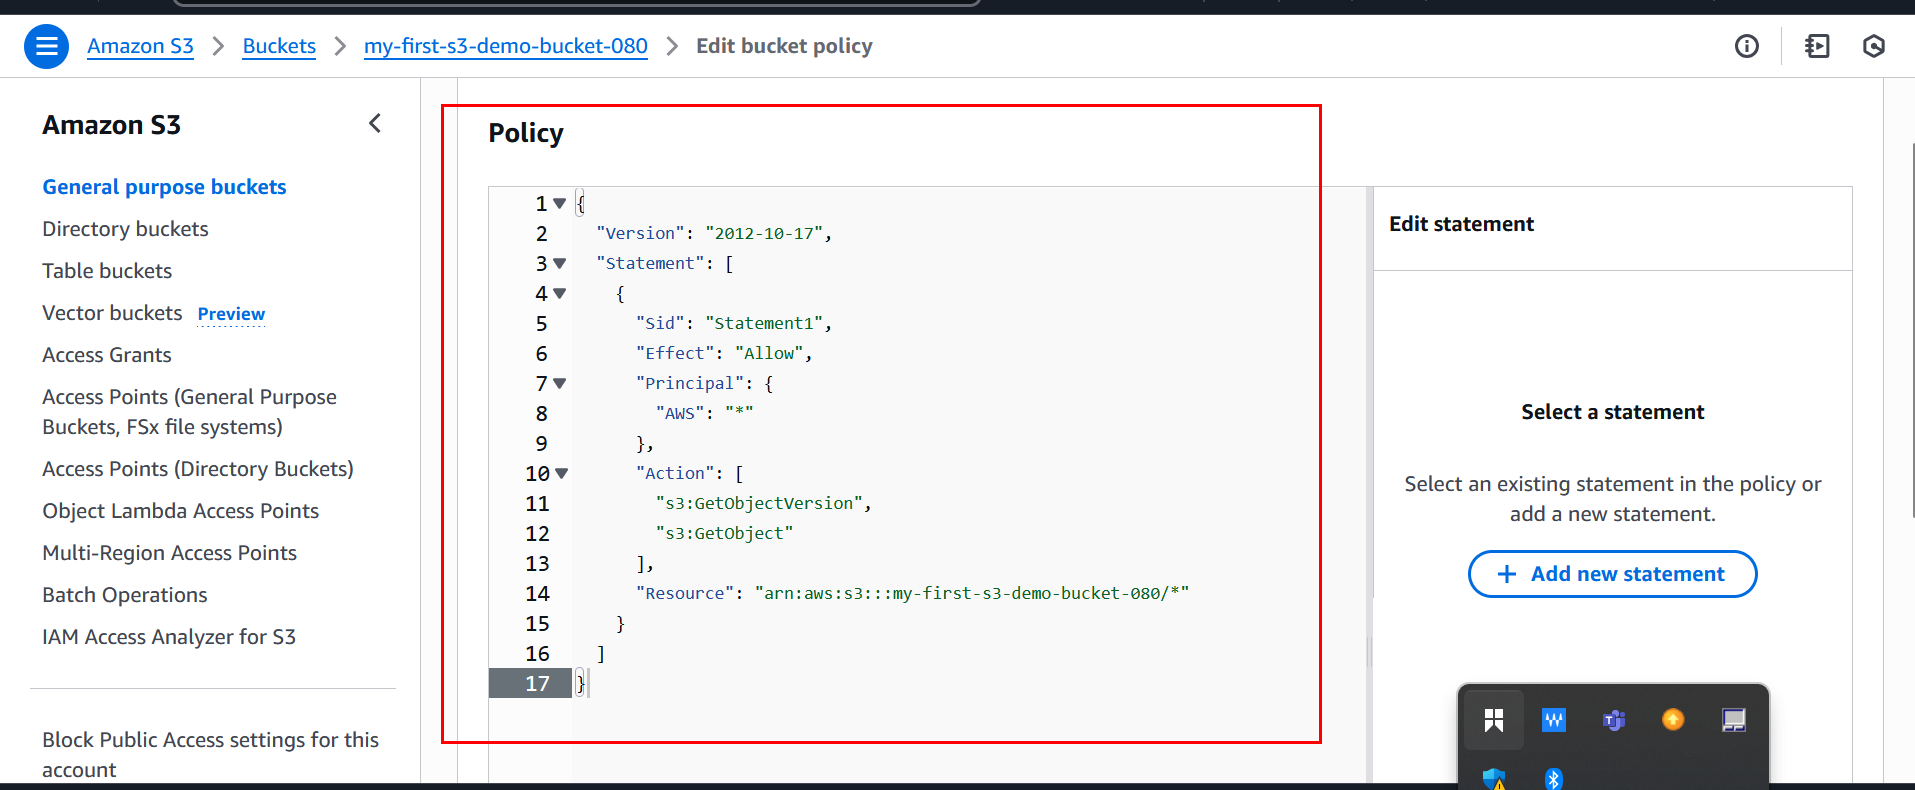 Amazon S3 > Buckets > my-first-s3-demo-bucket-080 > Edit bucket policy
Amazon S3
General purpose buckets
Directory buckets
Table buckets
Vector buckets Preview
Access Grants
Access Points (General Purpose
Buckets, FSx file systems)
Access Points (Directory Buckets)
Object Lambda Access Points
Multi-Region Access Points
Batch Operations
IAM Access Analyzer for S3
Block Public Access settings for this
account
Policy
1 {
2 "Version": "2012-10-17",
3 "Statement": [
4 {
5 "Sid": "Statement1",
6 "Effect": "Allow",
7 "Principal": {
8 "AWS": "*"
9 },
10 "Action": [
11 "s3:GetObjectVersion",
12 "s3:GetObject"
13 ],
14 "Resource": "arn:aws:s3:::my-first-s3-demo-bucket-080/*"
15 }
16 ]
17 }
Edit statement
Select a statement
Select an existing statement in the policy or
add a new statement.
+ Add new statement